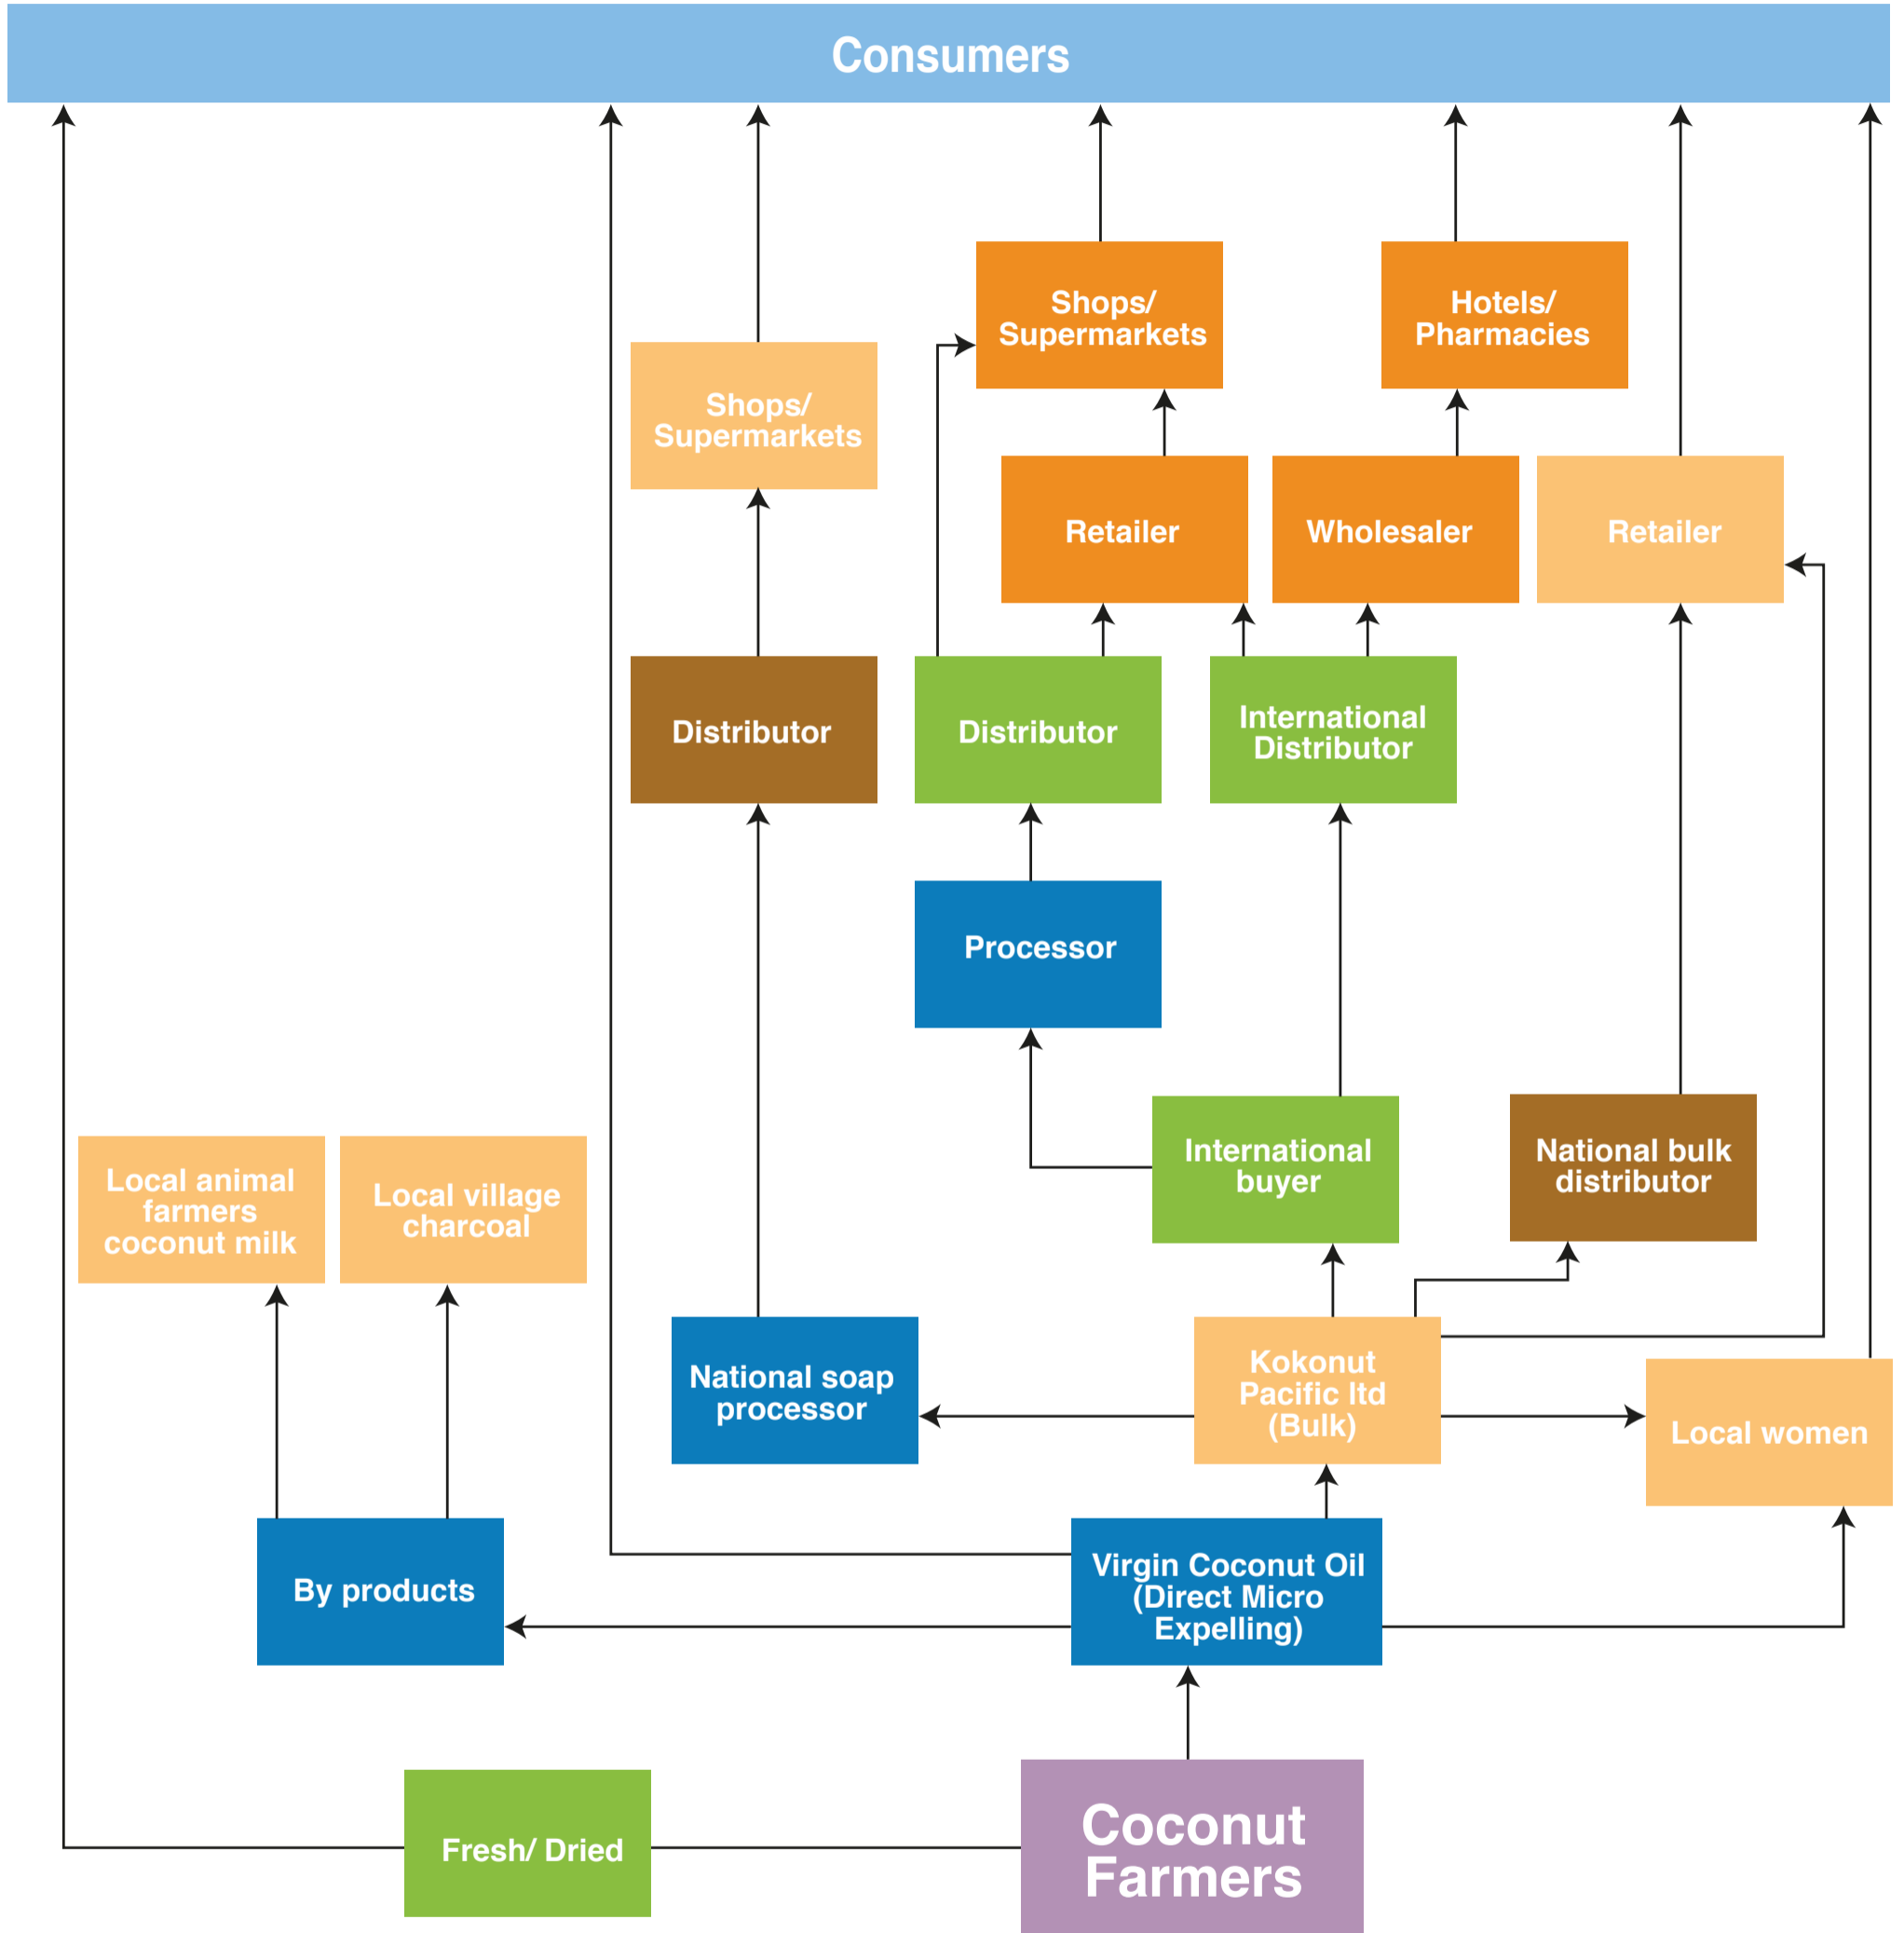 Consumers
Shops/
Supermarkets
Hotels/
Pharmacies
Shops/
Supermarkets
Retailer
Wholesaler
Retailer
Distributor
Distributor
International
Distributor
Processor
International
buyer
National bulk
distributor
Local animal
farmers
coconut milk
Local village
charcoal
National soap
processor
Kokonut
Pacific ltd
(Bulk)
Local women
By products
Virgin Coconut Oil
(Direct Micro
Expelling)
Fresh/ Dried
Coconut
Farmers